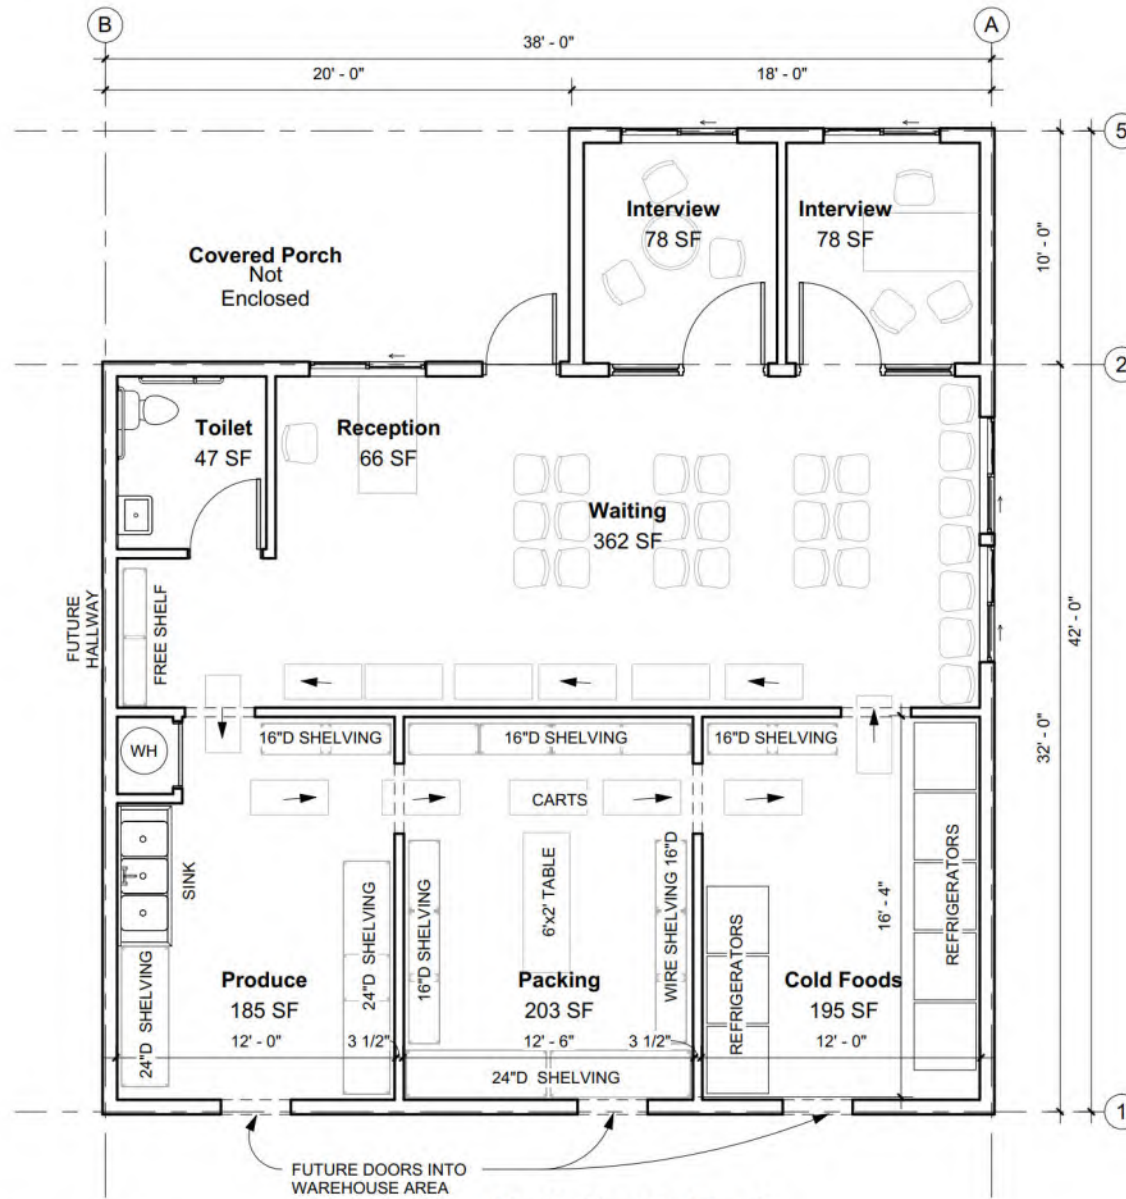 B
A
38' - 0"
20' - 0"
18' - 0"
5
Interview
78 SF
Interview
78 SF
Covered Porch
Not
Enclosed
10' - 0"
2
Toilet
47 SF
Reception
66 SF
Waiting
362 SF
FUTURE
HALLWAY
FREE SHELF
42' - 0"
32' - 0"
WH
16"D SHELVING
16"D SHELVING
16"D SHELVING
CARTS
SINK
24"D SHELVING
24"D SHELVING
16"D SHELVING
6'x2' TABLE
WIRE SHELVING 16"D
REFRIGERATORS
16' - 4"
REFRIGERATORS
Produce
185 SF
Packing
203 SF
Cold Foods
195 SF
12' - 0"
3 1/2"
12' - 6"
3 1/2"
12' - 0"
24"D SHELVING
1
FUTURE DOORS INTO
WAREHOUSE AREA